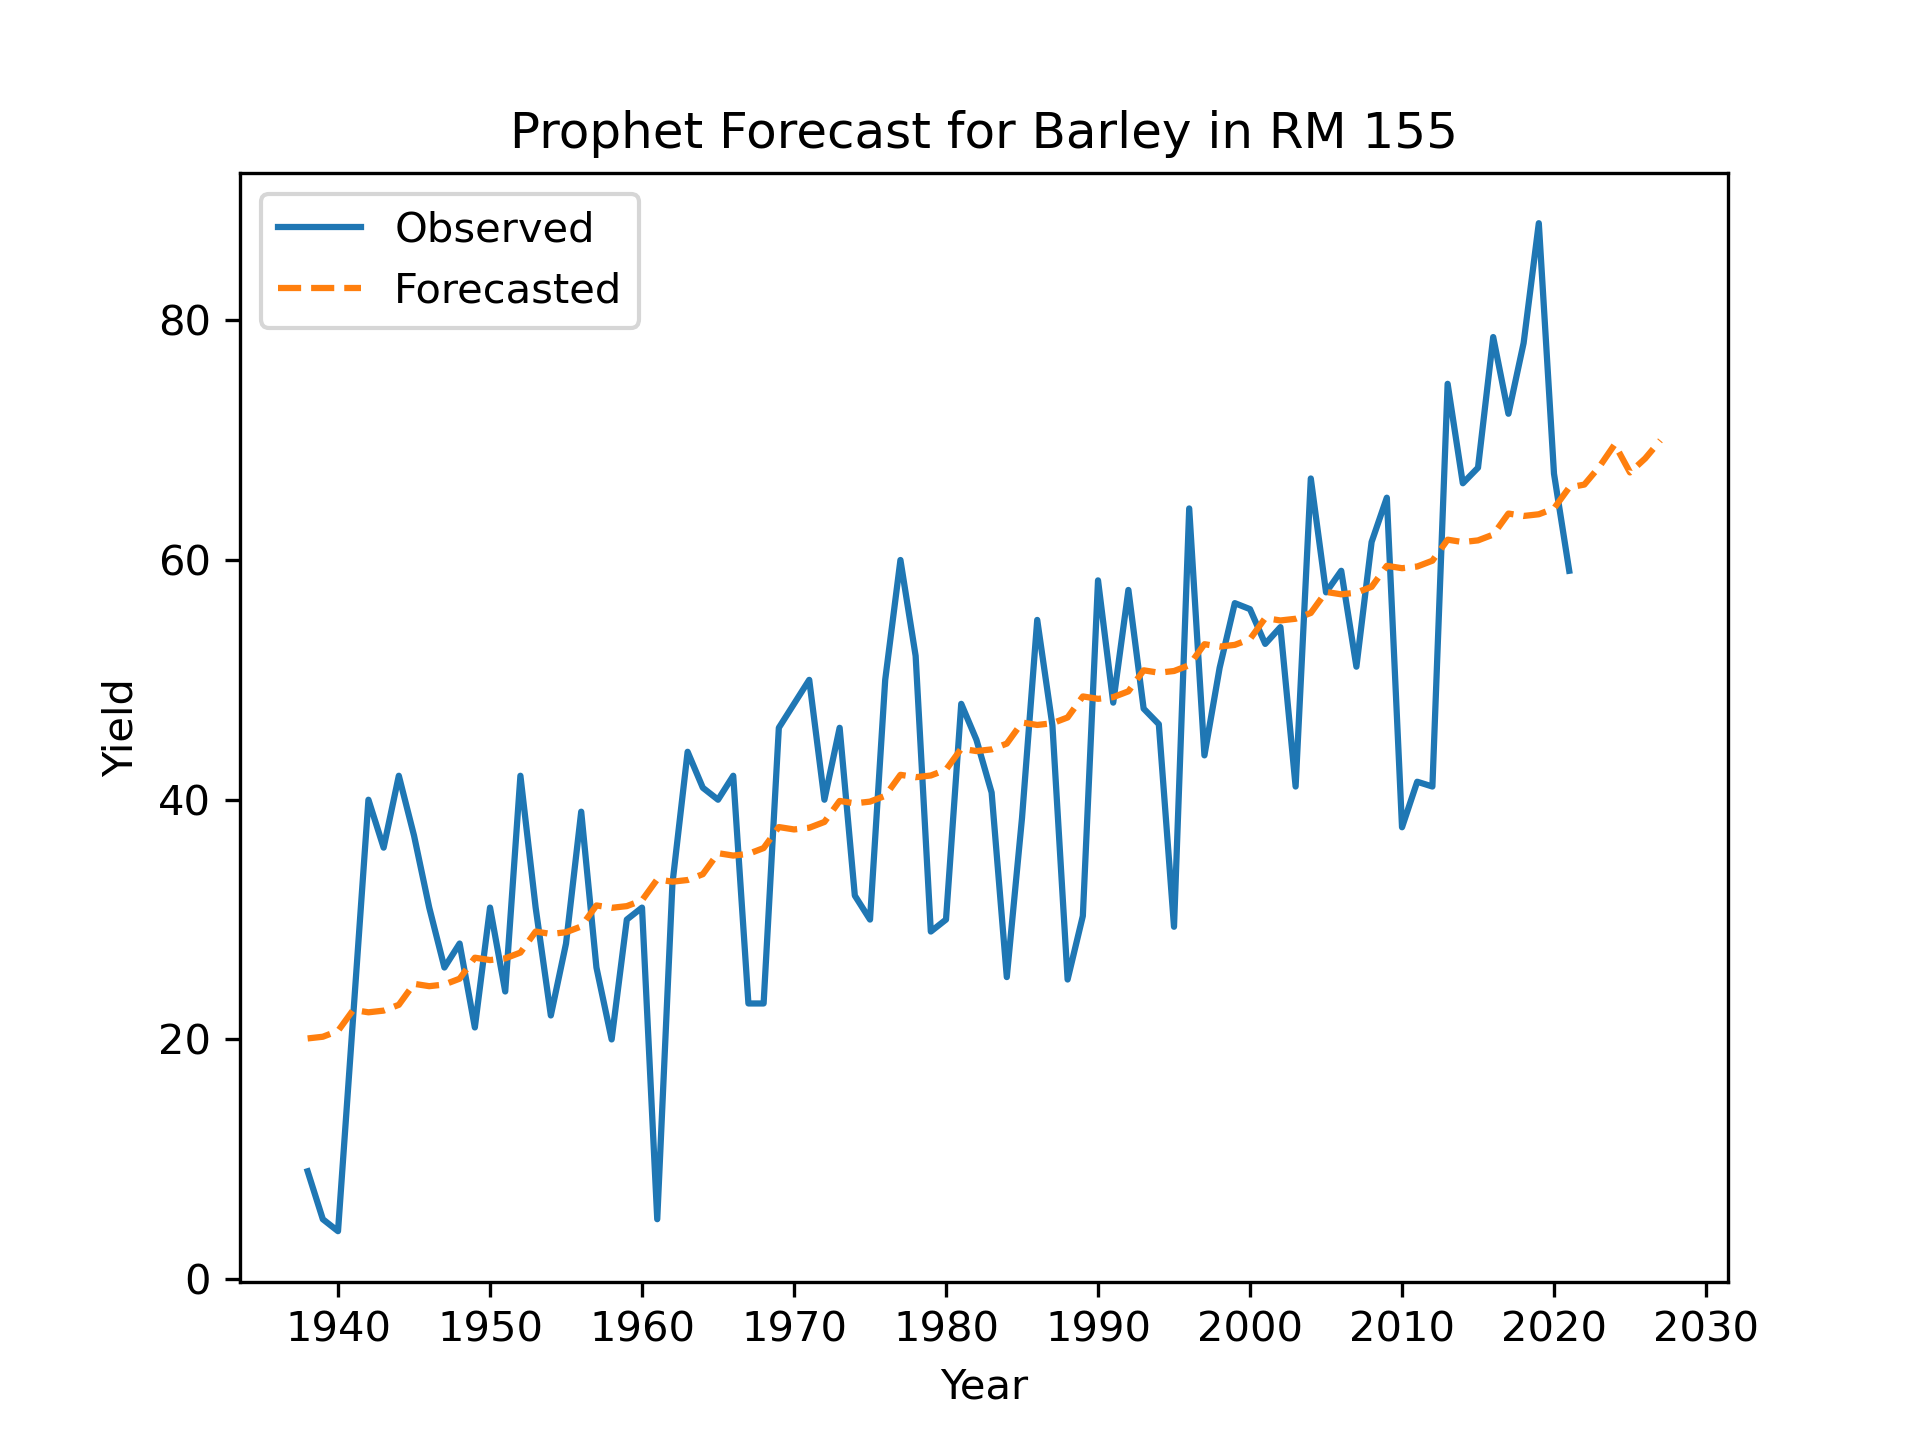 Prophet Forecast for Barley in RM 155
Observed
Forecasted
80
60
40
20
0
Yield
1940 1950 1960 1970 1980 1990 2000 2010 2020 2030
Year